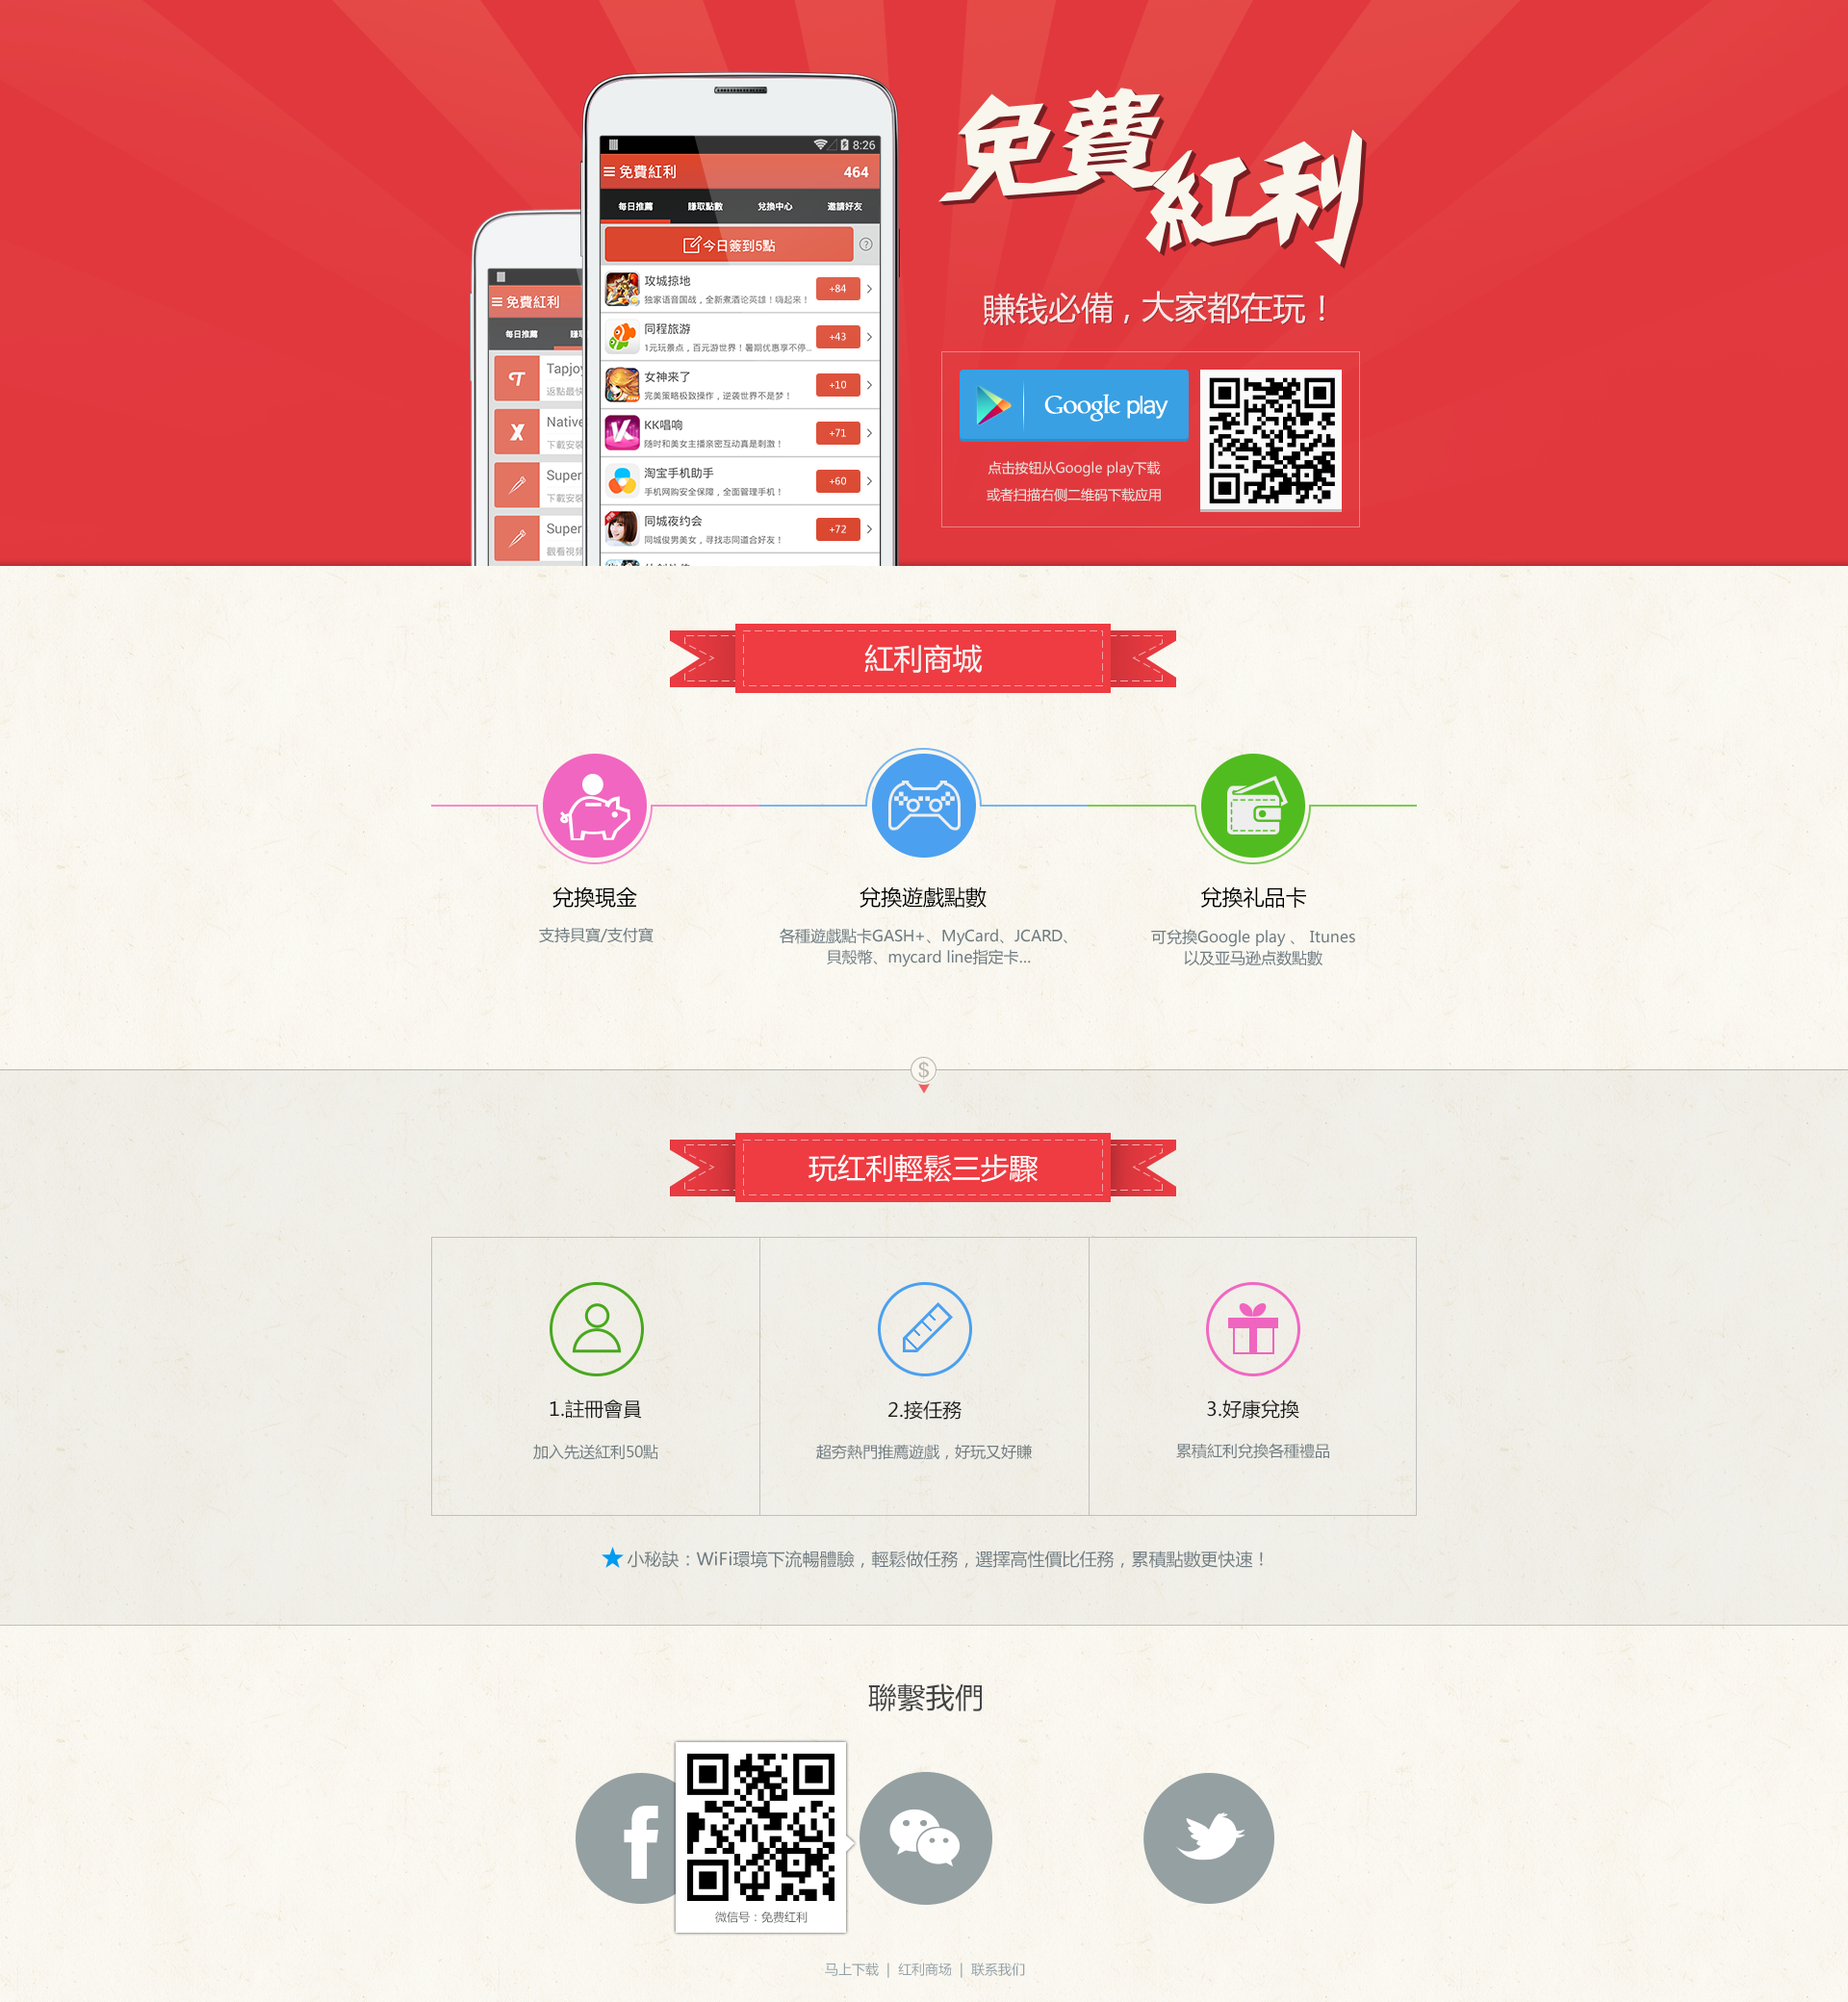 免費紅利
賺钱必備，大家都在玩！
Google play
点击按钮从Google play下载
或者扫描右侧二维码下载应用
8:26
免費紅利 464
每日推薦 賺取點數 兌換中心 邀請好友
今日簽到5點
?
攻城掠地
独家语音国战，全新煮酒论英雄！嗨起来！
+84
同程旅游
1元玩景点，百元游世界！暑期优惠享不停...
+43
女神来了
完美策略极致操作，逆袭世界不是梦！
+10
KK唱响
随时和美女主播亲密互动真是刺激！
+71
淘宝手机助手
手机网购安全保障，全面管理手机！
+60
同城夜约会
同城俊男美女，寻找志同道合好友！
+72
免費紅利
每日推薦
Tapjoy
返點最快
Native
下載安裝
Super
下載安裝
Super
觀看視頻
紅利商城
兌換現金
支持貝寶/支付寶
兌換遊戲點數
各種遊戲點卡GASH+、MyCard、JCARD、
貝殼幣、mycard line指定卡...
兌換礼品卡
可兌換Google play 、 Itunes
以及亚马逊点数點數
$
玩红利輕鬆三步驟
1.註冊會員
加入先送紅利50點
2.接任務
超夯熱門推薦遊戲，好玩又好賺
3.好康兌換
累積紅利兌換各種禮品
小秘訣：WiFi環境下流暢體驗，輕鬆做任務，選擇高性價比任務，累積點數更快速！
聯繫我們
微信号：免费红利
马上下载 | 红利商场 | 联系我们